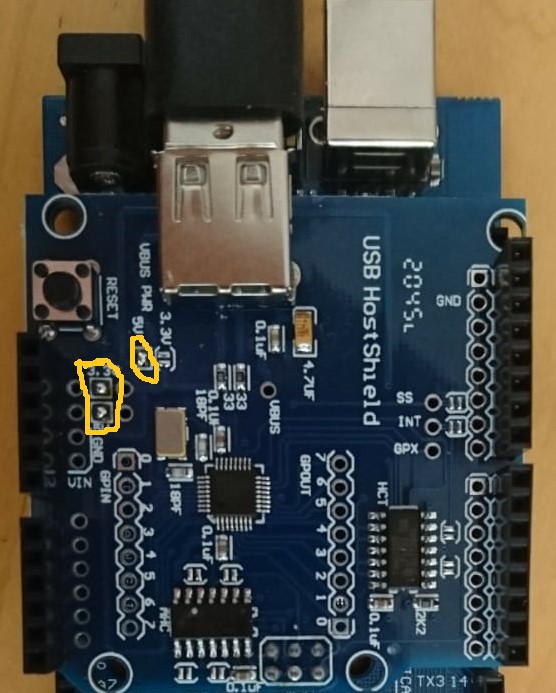 GND
SS
INT
GPX
2045L
USB HostShield
HCT
2K2
0.1uF
TX3 14
7 6 5 4 3 2 1 0
GPOUT
4.7UF
0.1uF
VBUS
33
33
0.1uF
18PF
0.1uF
18PF
3.3V
VBUS PWR
5V
RESET
0 1 2 3 4 5 6 7
GPIN
GND
VIN